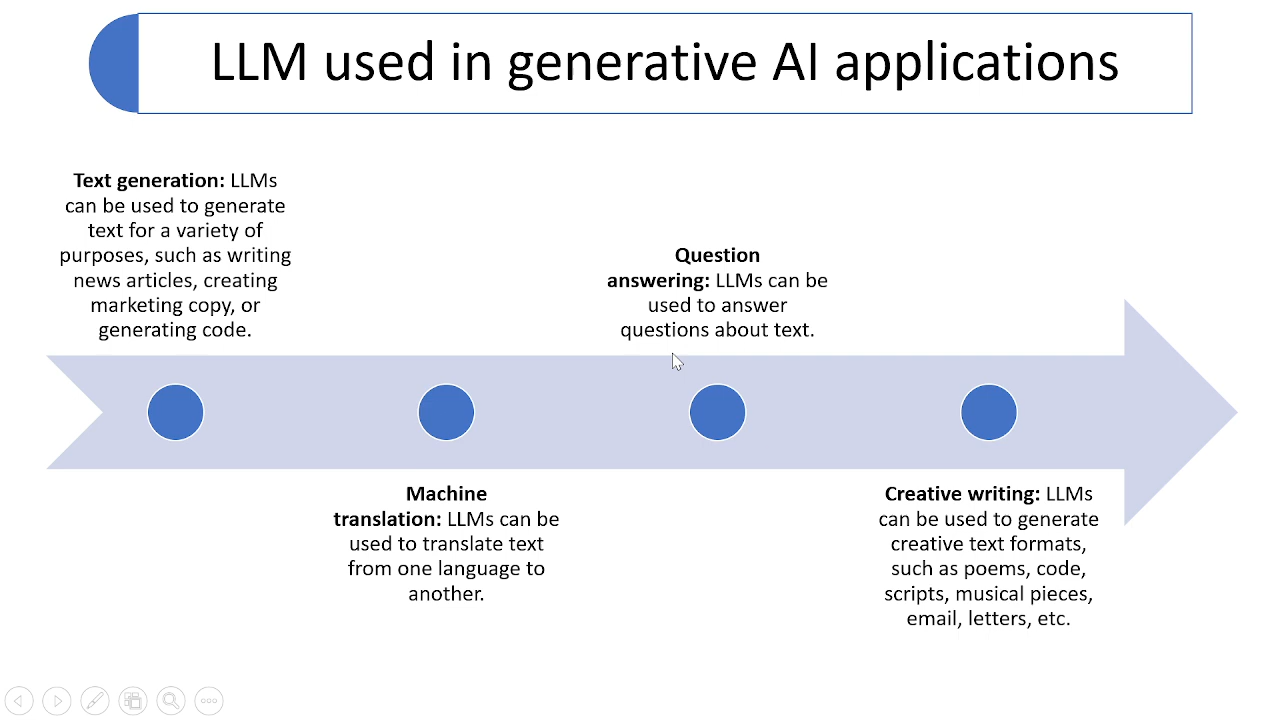 LLM used in generative AI applications
Text generation: LLMs
can be used to generate
text for a variety of
purposes, such as writing
news articles, creating
marketing copy, or
generating code.
Machine
translation: LLMs can be
used to translate text
from one language to
another.
Question
answering: LLMs can be
used to answer
questions about text.
Creative writing: LLMs
can be used to generate
creative text formats,
such as poems, code,
scripts, musical pieces,
email, letters, etc.